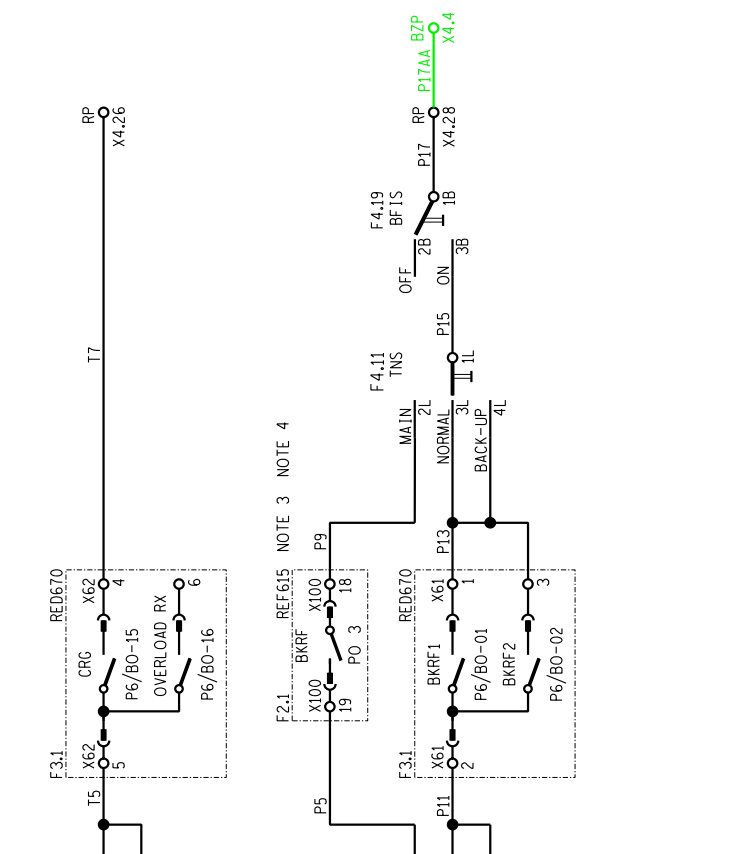 BZP
X4.4
P17AA
RP
X4.26
RP
X4.28
P17
F4.19
BFIS
1B
2B
3B
OFF
ON
P15
T7
F4.11
TNS
1L
MAIN
2L
NORMAL
3L
BACK-UP
4L
NOTE 3 NOTE 4
P9
P13
RED670
X62
4
6
REF615
X100
18
RED670
X61
1
3
CRG
P6/BO-15
OVERLOAD RX
P6/BO-16
BKRF
PO 3
BKRF1
P6/BO-01
BKRF2
P6/BO-02
F3.1
X62
5
F2.1
X100
19
F3.1
X61
2
T5
P5
P11